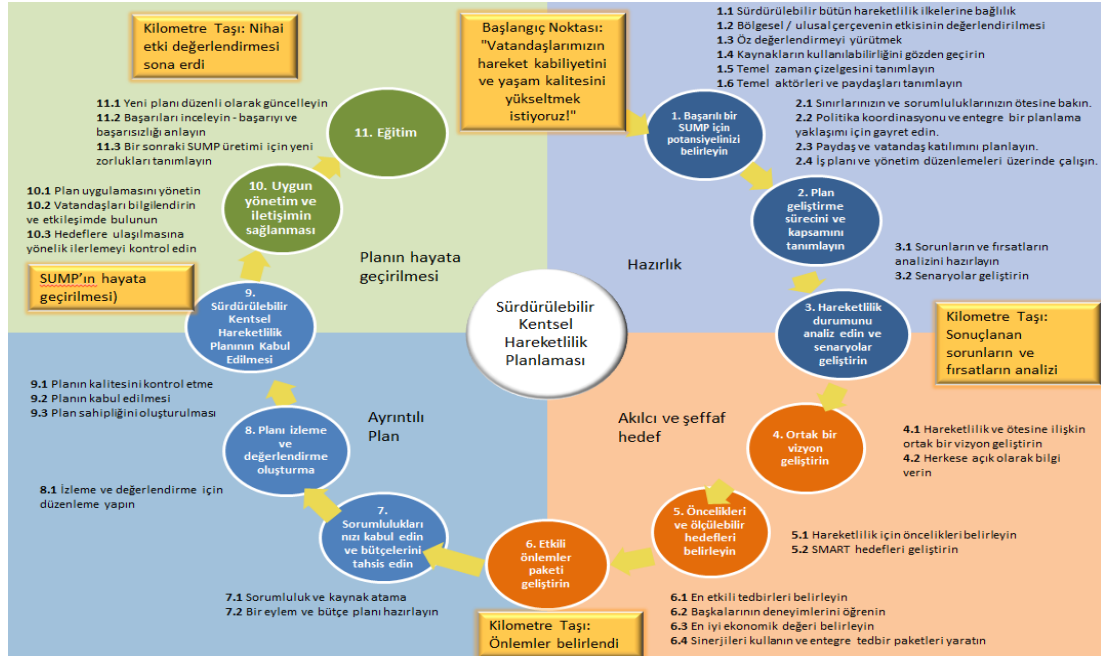 Kilometre Taşı: Nihai
etki değerlendirmesi
sona erdi
Başlangıç Noktası:
"Vatandaşlarımızın
hareket kabiliyetini
ve yaşam kalitesini
yükseltmek
istiyoruz!"
1.1 Sürdürülebilir bütün hareketlilik ilkelerine bağlılık
1.2 Bölgesel / ulusal çerçevenin etkisinin değerlendirilmesi
1.3 Öz değerlendirmeyi yürütmek
1.4 Kaynakların kullanılabilirliğini gözden geçirin
1.5 Temel zaman çizelgesini tanımlayın
1.6 Temel aktörleri ve paydaşları tanımlayın
1. Başarılı bir
SUMP için
potansiyelinizi
belirleyin
2.1 Sınırlarınızın ve sorumluluklarınızın ötesine bakın.
2.2 Politika koordinasyonu ve entegre bir planlama
yaklaşımı için gayret edin.
2.3 Paydaş ve vatandaş katılımını planlayın.
2.4 İş planı ve yönetim düzenlemeleri üzerinde çalışın.
2. Plan
geliştirme
sürecini ve
kapsamını
tanımlayın
3.1 Sorunların ve fırsatların
analizini hazırlayın
3.2 Senaryolar geliştirin
Hazırlık
3. Hareketlilik
durumunu
analiz edin ve
senaryolar
geliştirin
Kilometre Taşı:
Sonuçlanan
sorunların ve
fırsatların analizi
Sürdürülebilir
Kentsel
Hareketlilik
Planlaması
Akılcı ve şeffaf
hedef
4. Ortak bir
vizyon
geliştirin
4.1 Hareketlilik ve ötesine ilişkin
ortak bir vizyon geliştirin
4.2 Herkese açık olarak bilgi
verin
5. Öncelikleri
ve ölçülebilir
hedefleri
belirleyin
5.1 Hareketlilik için öncelikleri belirleyin
5.2 SMART hedefleri geliştirin
6. Etkili
önlemler
paketi
geliştirin
6.1 En etkili tedbirleri belirleyin
6.2 Başkalarının deneyimlerini öğrenin
6.3 En iyi ekonomik değeri belirleyin
6.4 Sinerjileri kullanın ve entegre tedbir paketleri yaratın
Kilometre Taşı:
Önlemler belirlendi
7.
Sorumlulukları
nızı kabul edin
ve bütçelerini
tahsis edin
7.1 Sorumluluk ve kaynak atama
7.2 Bir eylem ve bütçe planı hazırlayın
Ayrıntılı
Plan
8. Planı izleme
ve
değerlendirme
oluşturma
8.1 İzleme ve değerlendirme için
düzenleme yapın
9.
Sürdürülebilir
Kentsel
Hareketlilik
Planının Kabul
Edilmesi
9.1 Planın kalitesini kontrol etme
9.2 Planın kabul edilmesi
9.3 Plan sahipliğini oluşturulması
SUMP'ın hayata
geçirilmesi)
Planın hayata
geçirilmesi
10. Uygun
yönetim ve
iletişimin
sağlanması
10.1 Plan uygulamasını yönetin
10.2 Vatandaşları bilgilendirin
ve etkileşimde bulunun
10.3 Hedeflere ulaşılmasına
yönelik ilerlemeyi kontrol edin
11. Eğitim
11.1 Yeni planı düzenli olarak güncelleyin
11.2 Başarıları inceleyin - başarıyı ve
başarısızlığı anlayın
11.3 Bir sonraki SUMP üretimi için yeni
zorlukları tanımlayın